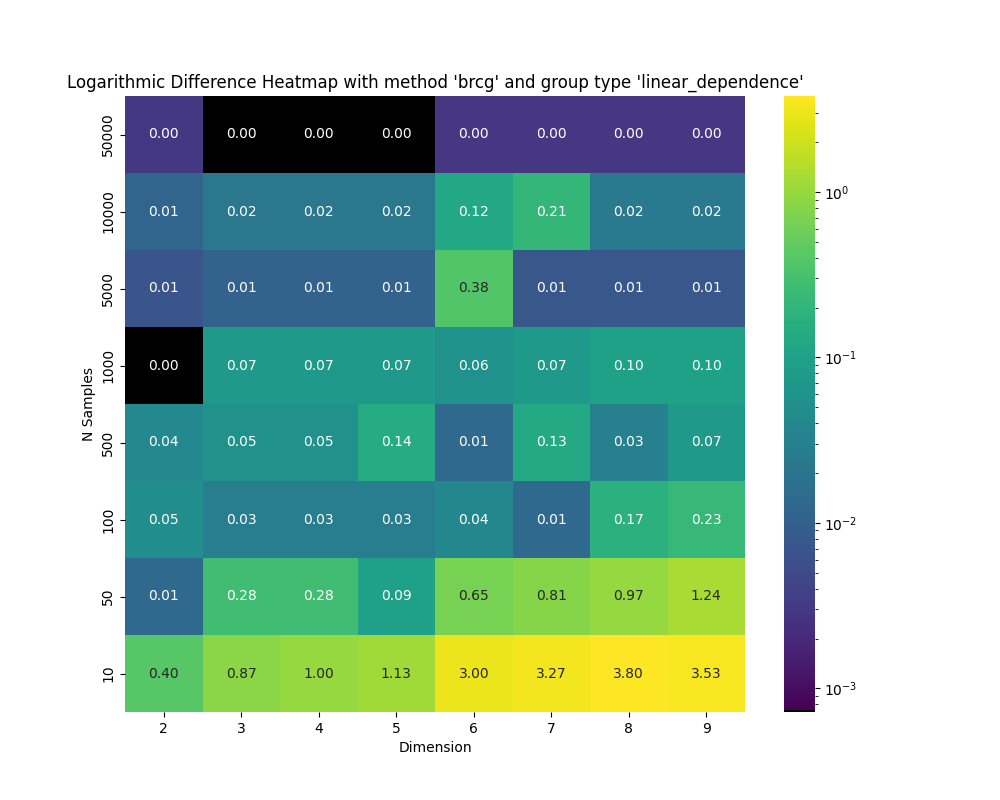 Logarithmic Difference Heatmap with method 'brcg' and group type 'linear_dependence'
50000 0.00 0.00 0.00 0.00 0.00 0.00 0.00 0.00
10000 0.01 0.02 0.02 0.02 0.12 0.21 0.02 0.02
5000 0.01 0.01 0.01 0.01 0.38 0.01 0.01 0.01
1000 0.00 0.07 0.07 0.07 0.06 0.07 0.10 0.10
500 0.04 0.05 0.05 0.14 0.01 0.13 0.03 0.07
100 0.05 0.03 0.03 0.03 0.04 0.01 0.17 0.23
50 0.01 0.28 0.28 0.09 0.65 0.81 0.97 1.24
10 0.40 0.87 1.00 1.13 3.00 3.27 3.80 3.53
2 3 4 5 6 7 8 9
Dimension
N Samples
10⁰
10⁻¹
10⁻²
10⁻³